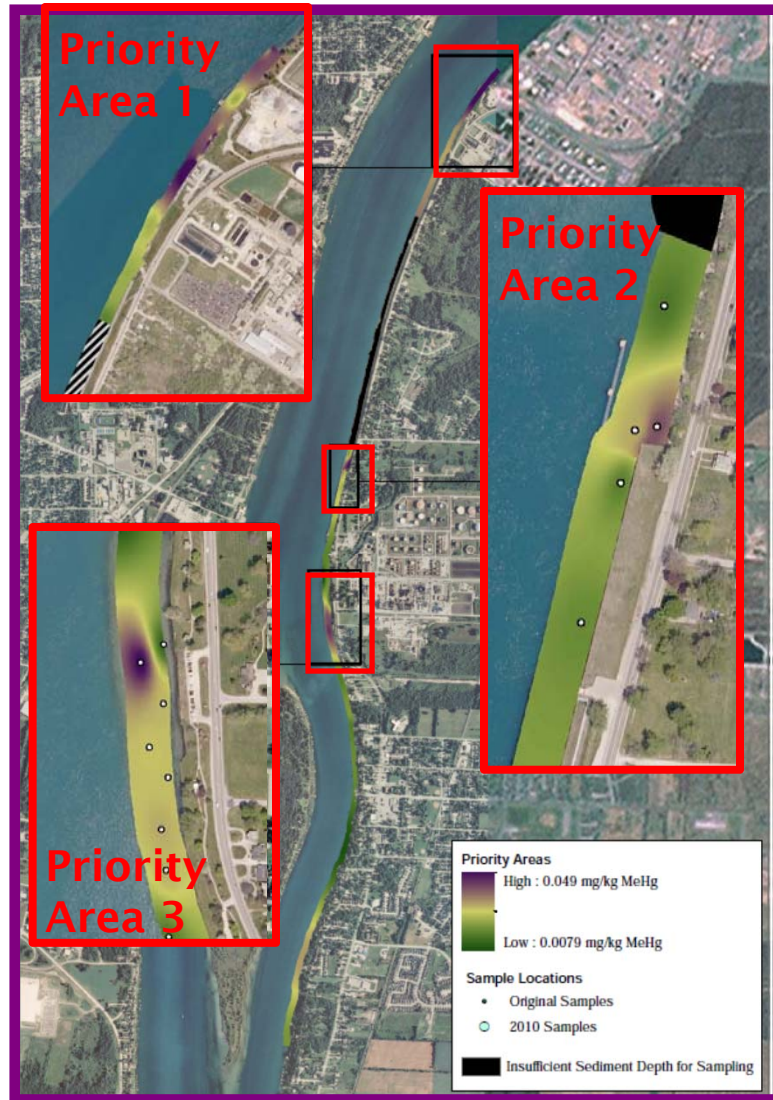 Priority
Area 1
Priority
Area 2
Priority
Area 3
Priority Areas
High : 0.049 mg/kg MeHg
Low : 0.0079 mg/kg MeHg
Sample Locations
Original Samples
2010 Samples
Insufficient Sediment Depth for Sampling